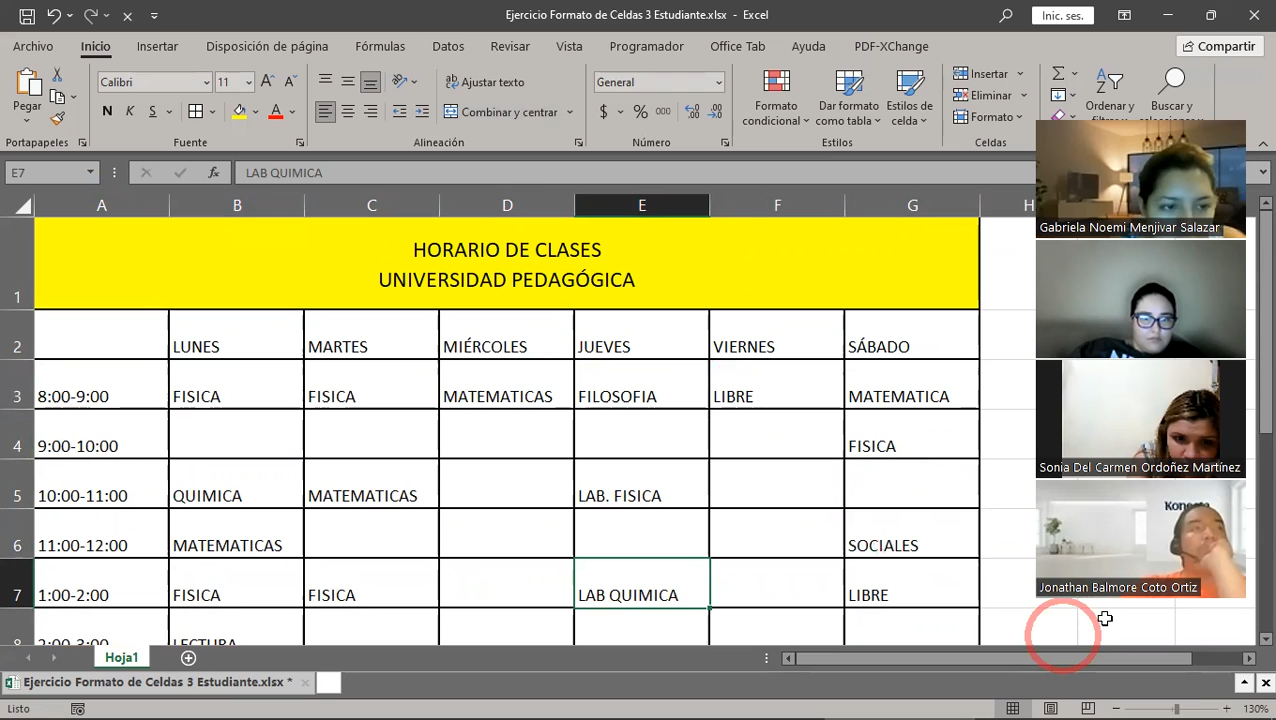 Ejercicio Formato de Celdas 3 Estudiante.xlsx - Excel
Inic. ses.
Archivo Inicio Insertar Disposición de página Fórmulas Datos Revisar Vista Programador Office Tab Ayuda PDF-XChange Compartir
Pegar
Calibri 11
N K S
Ajustar texto
Combinar y centrar
General
$ % 000
Formato condicional
Dar formato como tabla
Estilos de celda
Insertar
Eliminar
Formato
Ordenar y
Buscar y
Portapapeles Fuente Alineación Número Estilos Celdas
E7 fx LAB QUIMICA
A B C D E F G H
1 HORARIO DE CLASES
UNIVERSIDAD PEDAGÓGICA
2 LUNES MARTES MIÉRCOLES JUEVES VIERNES SÁBADO
3 8:00-9:00 FISICA FISICA MATEMATICAS FILOSOFIA LIBRE MATEMATICA
4 9:00-10:00 FISICA
5 10:00-11:00 QUIMICA MATEMATICAS LAB. FISICA
6 11:00-12:00 MATEMATICAS SOCIALES
7 1:00-2:00 FISICA FISICA LAB QUIMICA LIBRE
8 2:00-3:00 LECTURA
Gabriela Noemi Menjivar Salazar
Sonia Del Carmen Ordoñez Martínez
Jonathan Balmore Coto Ortiz
Hoja1
Ejercicio Formato de Celdas 3 Estudiante.xlsx *
Listo
130%